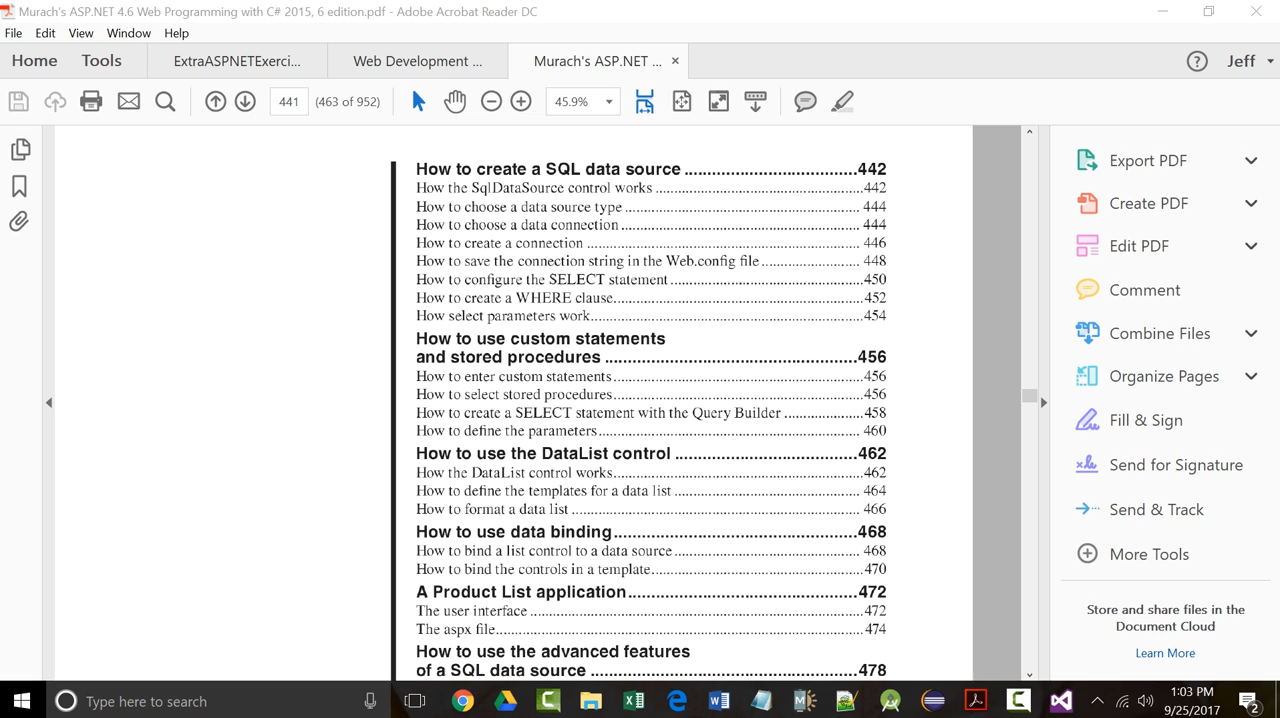 Murach's ASP.NET 4.6 Web Programming with C# 2015, 6 edition.pdf - Adobe Acrobat Reader DC
File Edit View Window Help
Home Tools ExtraASPNETExerci... Web Development ... Murach's ASP.NET ... × Jeff
441 (463 of 952) 45.9%
How to create a SQL data source ....................................442
How the SqlDataSource control works ............................................442
How to choose a data source type ................................................... 444
How to choose a data connection .................................................... 444
How to create a connection ........................................................... 446
How to save the connection string in the Web.config file ...................... 448
How to configure the SELECT statement .......................................... 450
How to create a WHERE clause ...................................................... 452
How select parameters work .......................................................... 454
How to use custom statements
and stored procedures ....................................................456
How to enter custom statements ..................................................... 456
How to select stored procedures ..................................................... 456
How to create a SELECT statement with the Query Builder ................ 458
How to define the parameters ........................................................ 460
How to use the DataList control ......................................462
How the DataList control works ..................................................... 462
How to define the templates for a data list ......................................... 464
How to format a data list .............................................................. 466
How to use data binding ...................................................468
How to bind a list control to a data source ......................................... 468
How to bind the controls in a template ............................................. 470
A Product List application ................................................472
The user interface ...................................................................... 472
The aspx file ............................................................................ 474
How to use the advanced features
of a SQL data source .......................................................478
Export PDF
Create PDF
Edit PDF
Comment
Combine Files
Organize Pages
Fill & Sign
Send for Signature
Send & Track
More Tools
Store and share files in the
Document Cloud
Learn More
Type here to search
1:03 PM
9/25/2017
2